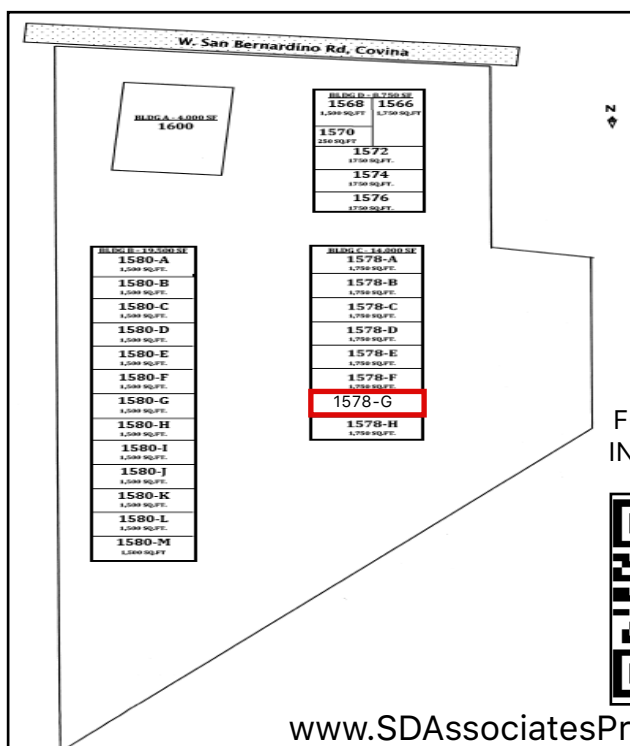 W. San Bernardino Rd, Covina
N
BLDG A - 4,000 SF
1600
BLDG D - 8,750 SF
1568
1,500 SQ.FT
1566
1,750 SQ.FT
1570
250 SQ.FT
1572
1750 SQ.FT.
1574
1750 SQ.FT.
1576
1750 SQ.FT.
BLDG B - 19,500 SF
1580-A
1,500 SQ.FT.
1580-B
1,500 SQ.FT.
1580-C
1,500 SQ.FT.
1580-D
1,500 SQ.FT.
1580-E
1,500 SQ.FT.
1580-F
1,500 SQ.FT.
1580-G
1,500 SQ.FT.
1580-H
1,500 SQ.FT.
1580-I
1,500 SQ.FT.
1580-J
1,500 SQ.FT.
1580-K
1,500 SQ.FT.
1580-L
1,500 SQ.FT.
1580-M
1,500 SQ.FT
BLDG C - 14,000 SF
1578-A
1,750 SQ.FT.
1578-B
1,750 SQ.FT.
1578-C
1,750 SQ.FT.
1578-D
1,750 SQ.FT.
1578-E
1,750 SQ.FT.
1578-F
1,750 SQ.FT.
1578-G
1578-H
1,750 SQ.FT.
F
IN
www.SDAssociatesPr